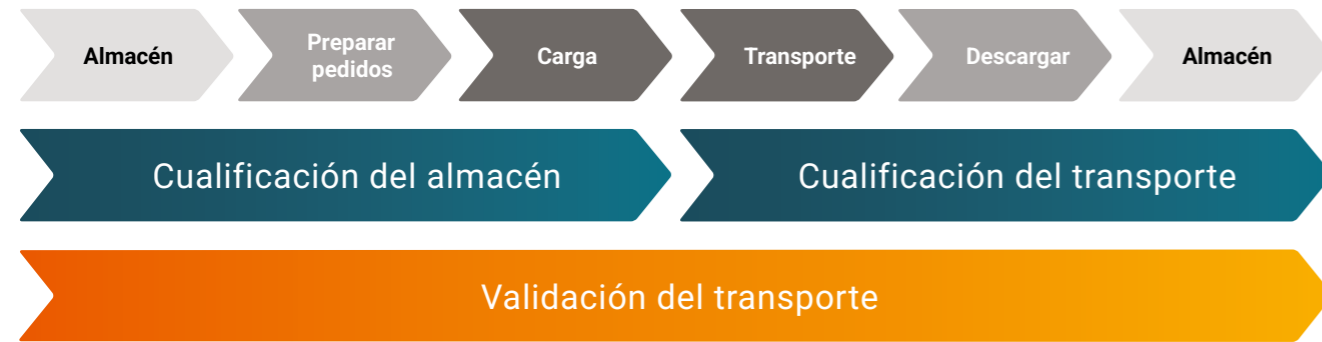 Almacén
Preparar
pedidos
Carga
Transporte
Descargar
Almacén
Cualificación del almacén
Cualificación del transporte
Validación del transporte